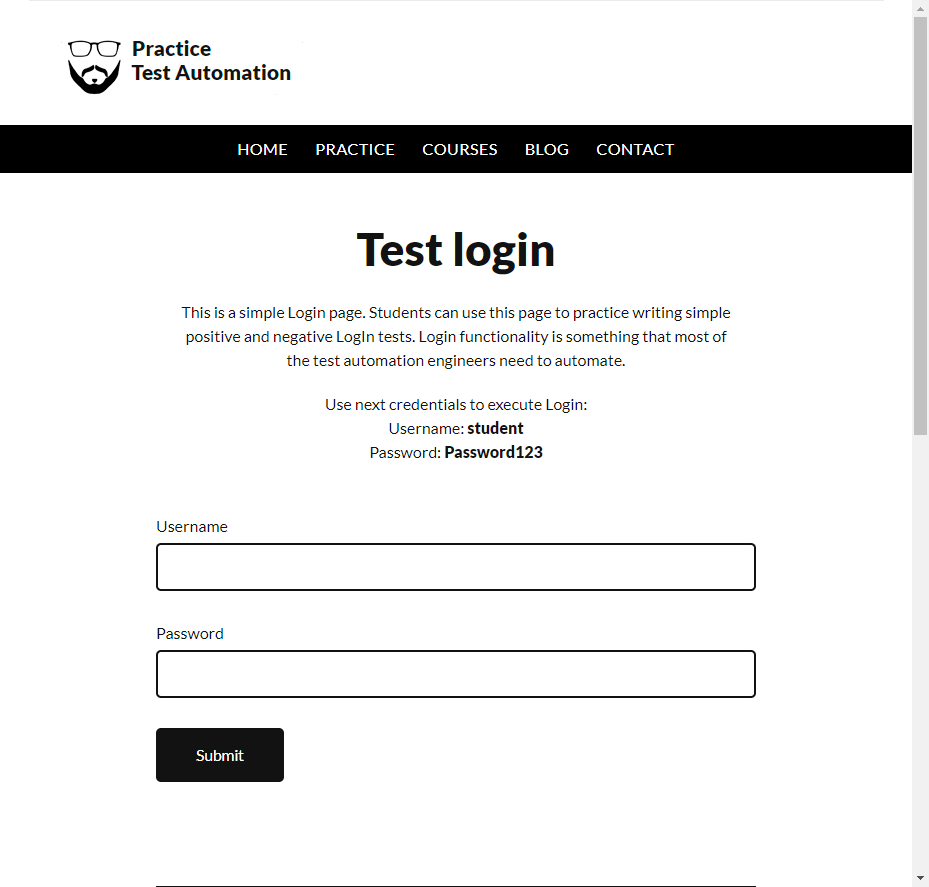 Practice
Test Automation
HOME PRACTICE COURSES BLOG CONTACT
Test login
This is a simple Login page. Students can use this page to practice writing simple
positive and negative LogIn tests. Login functionality is something that most of
the test automation engineers need to automate.
Use next credentials to execute Login:
Username: student
Password: Password123
Username
Password
Submit